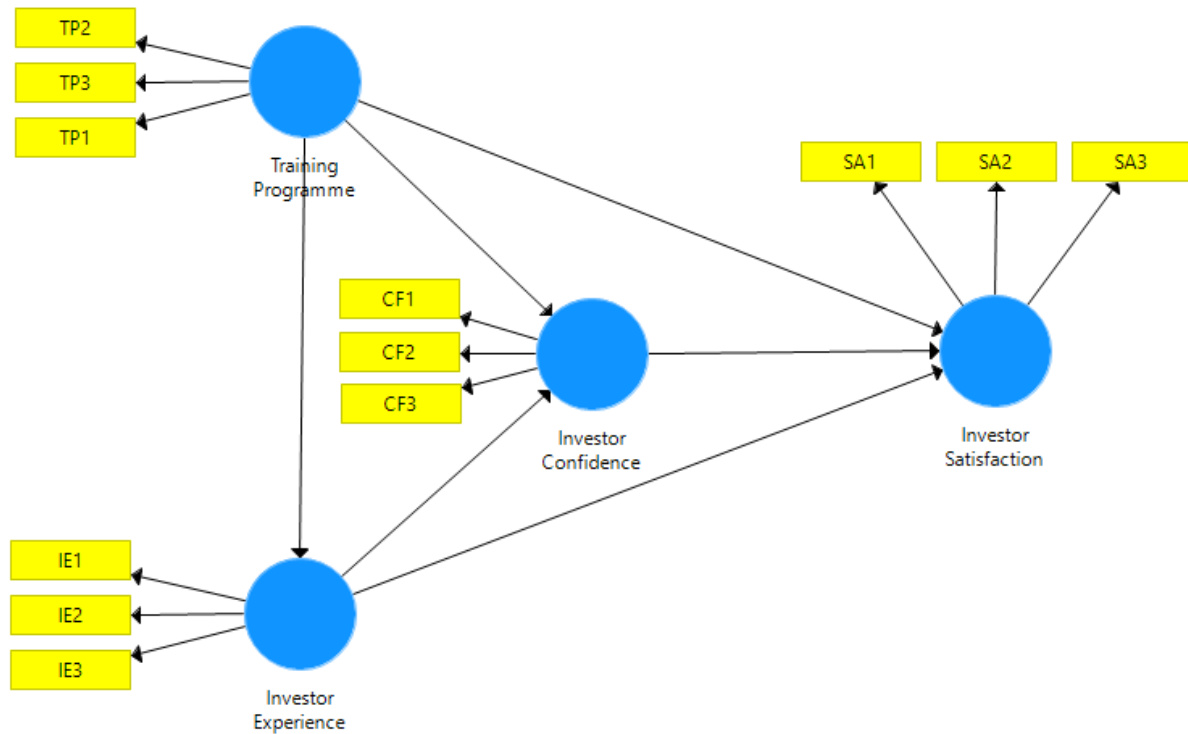 TP2
TP3
TP1
Training
Programme
SA1
SA2
SA3
CF1
CF2
CF3
Investor
Confidence
Investor
Satisfaction
IE1
IE2
IE3
Investor
Experience